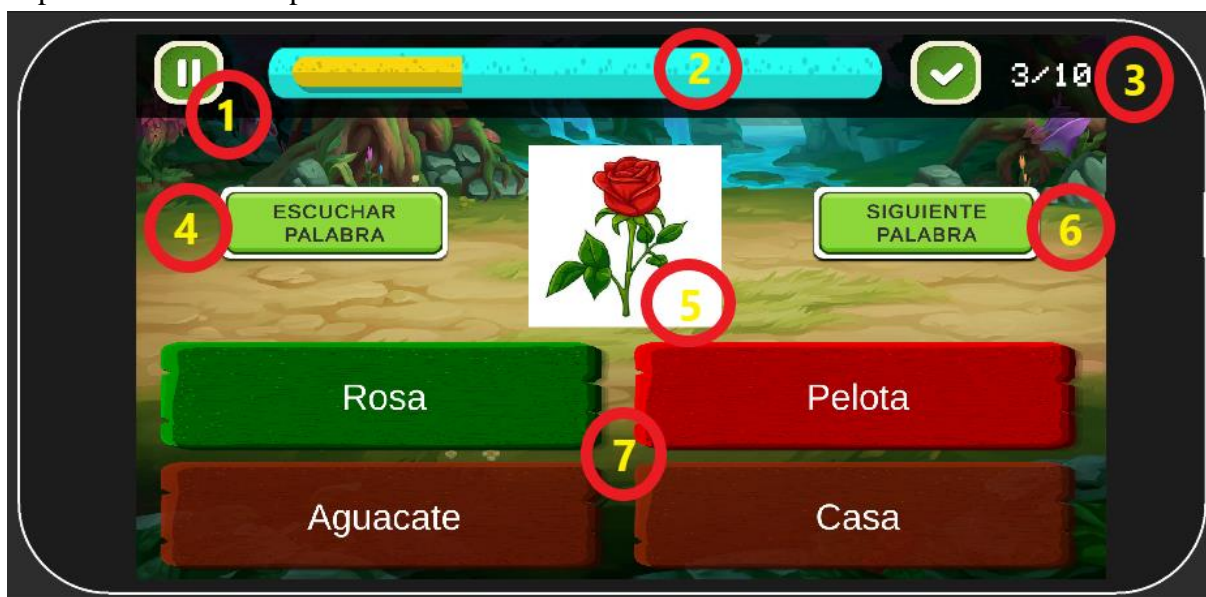 1
2
3/10
3
4
ESCUCHAR
PALABRA
5
SIGUIENTE
PALABRA
6
Rosa
Pelota
7
Aguacate
Casa